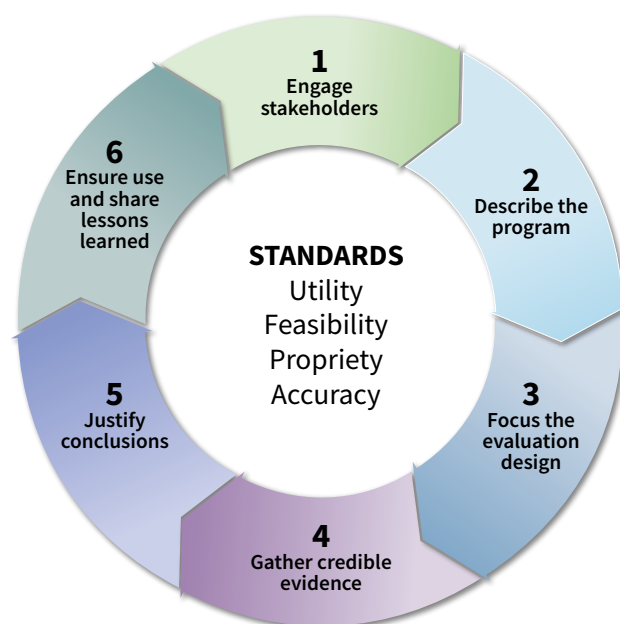 1
Engage
stakeholders
2
Describe the
program
3
Focus the
evaluation
design
4
Gather credible
evidence
5
Justify
conclusions
6
Ensure use
and share
lessons
learned
STANDARDS
Utility
Feasibility
Propriety
Accuracy